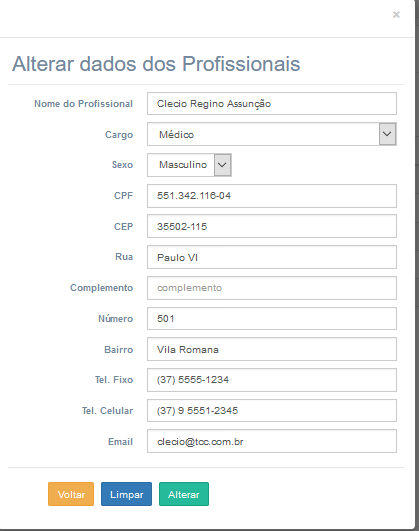 ×
Alterar dados dos Profissionais
Nome do Profissional Clecio Regino Assunção
Cargo Médico
Sexo Masculino
CPF 551.342.116-04
CEP 35502-115
Rua Paulo VI
Complemento complemento
Número 501
Bairro Vila Romana
Tel. Fixo (37) 5555-1234
Tel. Celular (37) 9 5551-2345
Email clecio@tcc.com.br
Voltar Limpar Alterar